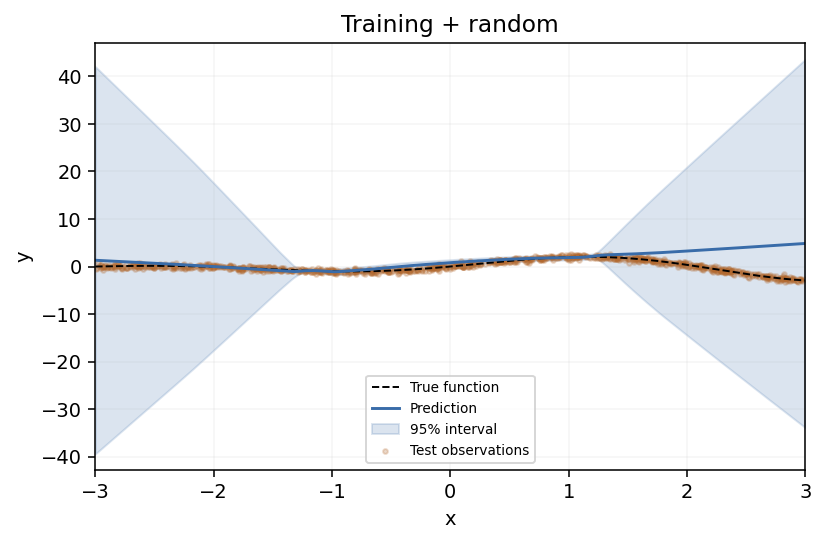 Training + random
40
30
20
10
0
−10
−20
−30
−40
y
True function
Prediction
95% interval
Test observations
−3
−2
−1
0
1
2
3
x